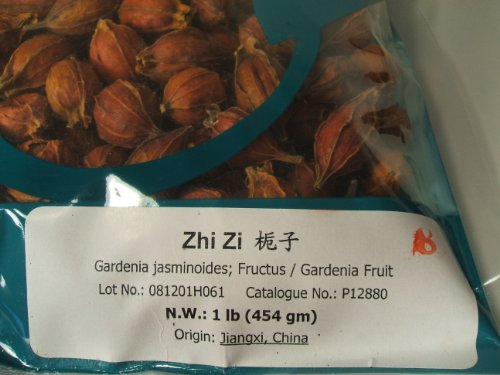 Zhi Zi 栀子
Gardenia jasminoides; Fructus / Gardenia Fruit
Lot No.: 081201H061 Catalogue No.: P12880
N.W.: 1 lb (454 gm)
Origin: Jiangxi, China